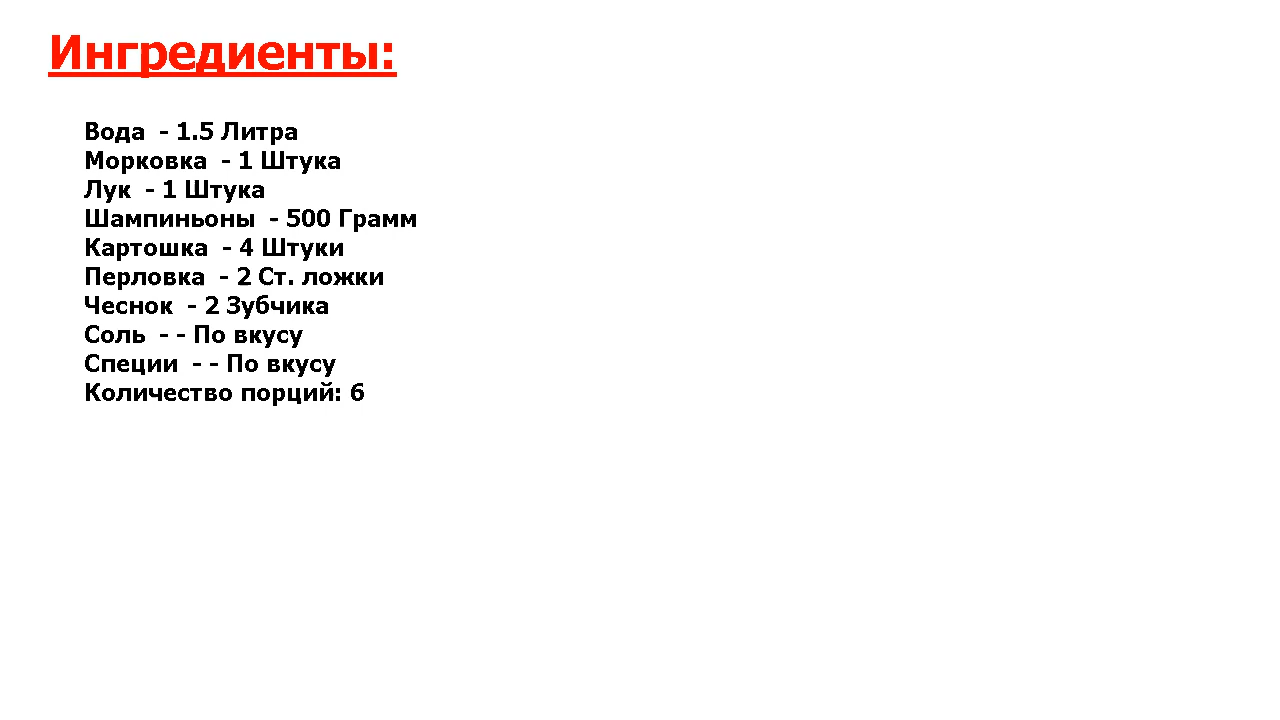 Ингредиенты:
Вода  - 1.5 Литра
Морковка  - 1 Штука
Лук  - 1 Штука
Шампиньоны  - 500 Грамм
Картошка  - 4 Штуки
Перловка  - 2 Ст. ложки
Чеснок  - 2 Зубчика
Соль  - - По вкусу
Специи  - - По вкусу
Количество порций: 6